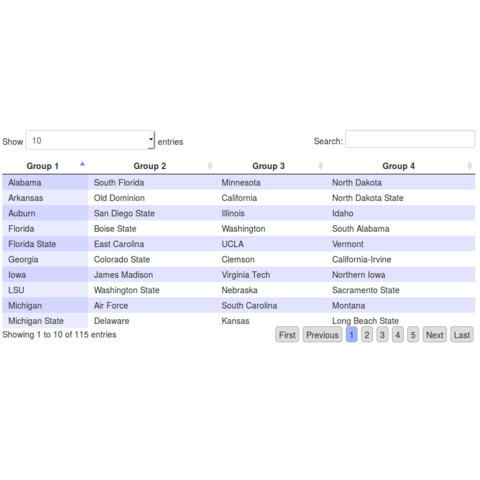 Show 10 entries Search:
Group 1 Group 2 Group 3 Group 4
Alabama South Florida Minnesota North Dakota
Arkansas Old Dominion California North Dakota State
Auburn San Diego State Illinois Idaho
Florida Boise State Washington South Alabama
Florida State East Carolina UCLA Vermont
Georgia Colorado State Clemson California-Irvine
Iowa James Madison Virginia Tech Northern Iowa
LSU Washington State Nebraska Sacramento State
Michigan Air Force South Carolina Montana
Michigan State Delaware Kansas Long Beach State
Showing 1 to 10 of 115 entries First Previous 1 2 3 4 5 Next Last